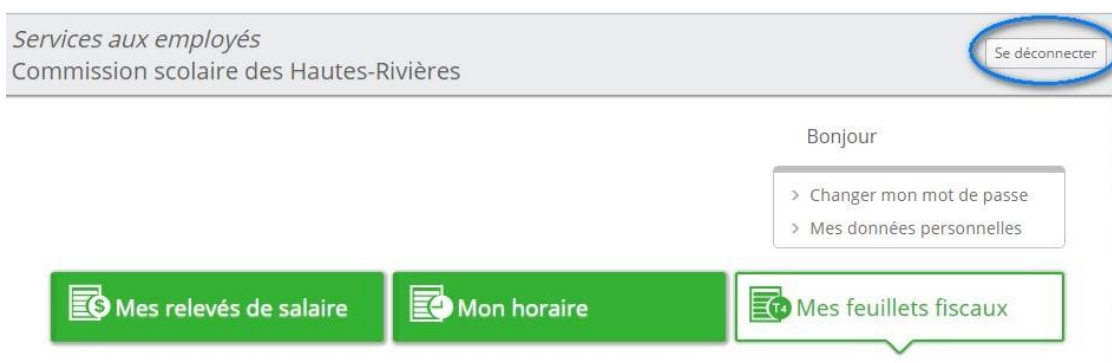 Services aux employés
Commission scolaire des Hautes-Rivières
Se déconnecter
Bonjour
> Changer mon mot de passe
> Mes données personnelles
$ Mes relevés de salaire
Mon horaire
T4 Mes feuillets fiscaux